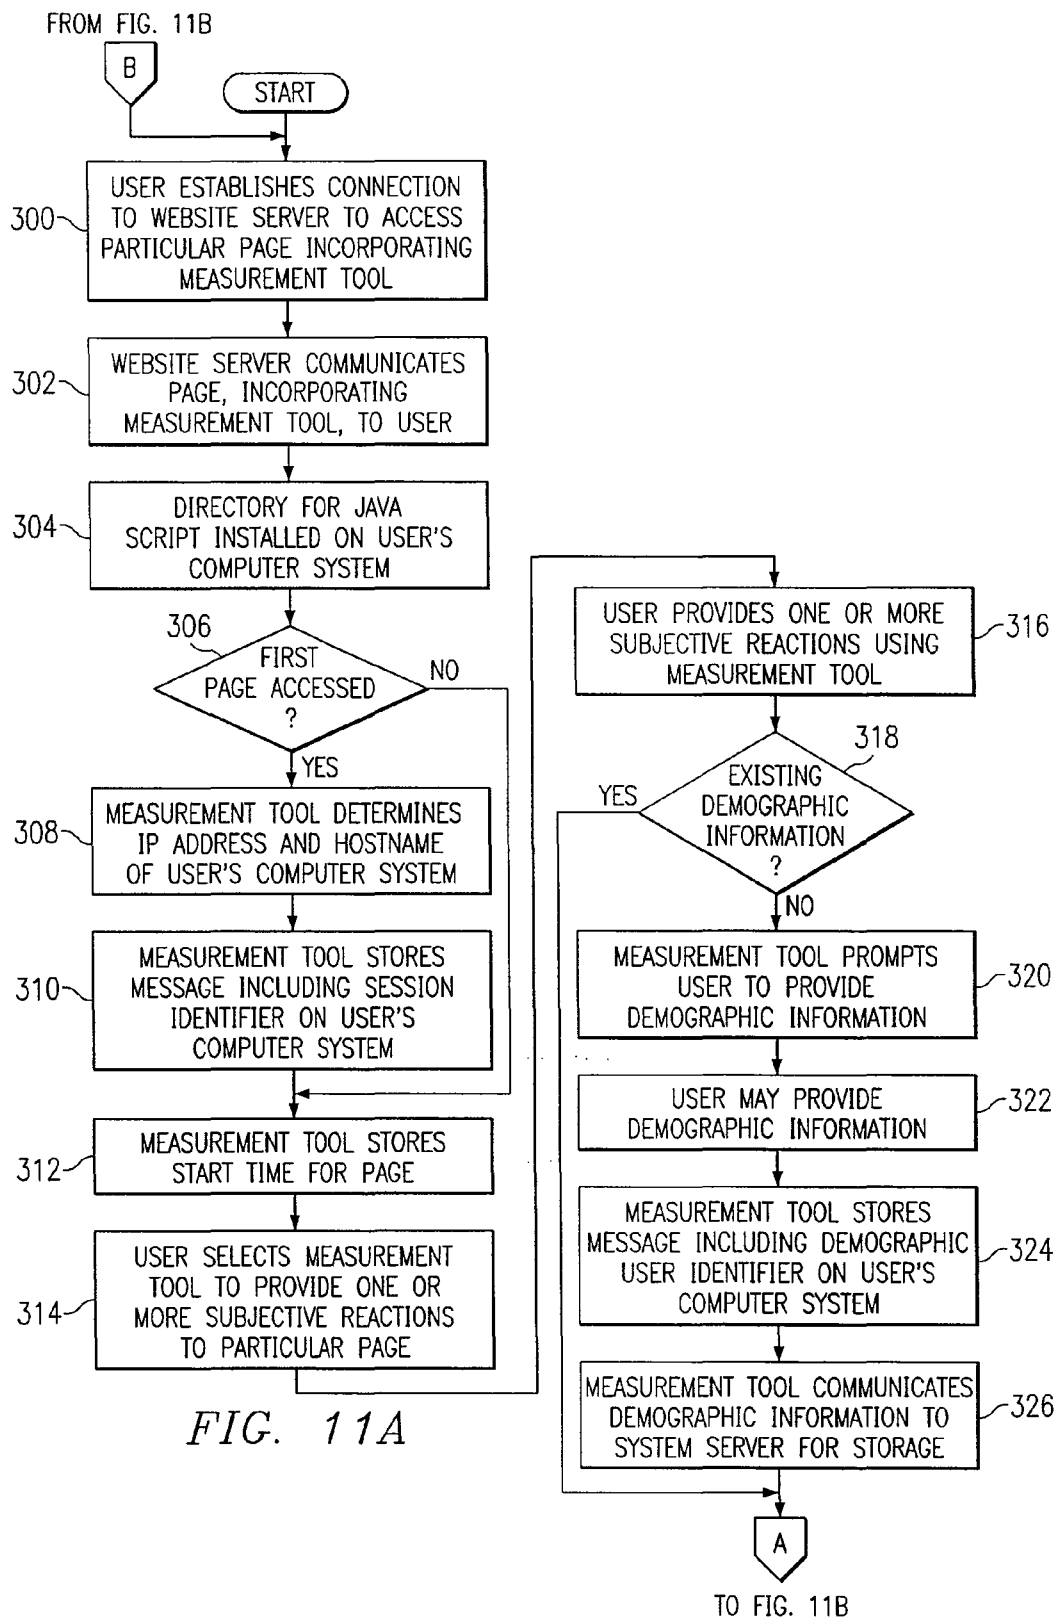 FROM FIG. 11B
B
START
300
USER ESTABLISHES CONNECTION
TO WEBSITE SERVER TO ACCESS
PARTICULAR PAGE INCORPORATING
MEASUREMENT TOOL
302
WEBSITE SERVER COMMUNICATES
PAGE, INCORPORATING
MEASUREMENT TOOL, TO USER
304
DIRECTORY FOR JAVA
SCRIPT INSTALLED ON USER'S
COMPUTER SYSTEM
306
FIRST
PAGE ACCESSED
?
NO
YES
308
MEASUREMENT TOOL DETERMINES
IP ADDRESS AND HOSTNAME
OF USER'S COMPUTER SYSTEM
310
MEASUREMENT TOOL STORES
MESSAGE INCLUDING SESSION
IDENTIFIER ON USER'S
COMPUTER SYSTEM
312
MEASUREMENT TOOL STORES
START TIME FOR PAGE
314
USER SELECTS MEASUREMENT
TOOL TO PROVIDE ONE OR
MORE SUBJECTIVE REACTIONS
TO PARTICULAR PAGE
USER PROVIDES ONE OR MORE
SUBJECTIVE REACTIONS USING
MEASUREMENT TOOL
316
318
EXISTING
DEMOGRAPHIC
INFORMATION
?
YES
NO
MEASUREMENT TOOL PROMPTS
USER TO PROVIDE
DEMOGRAPHIC INFORMATION
320
USER MAY PROVIDE
DEMOGRAPHIC INFORMATION
322
MEASUREMENT TOOL STORES
MESSAGE INCLUDING DEMOGRAPHIC
USER IDENTIFIER ON USER'S
COMPUTER SYSTEM
324
MEASUREMENT TOOL COMMUNICATES
DEMOGRAPHIC INFORMATION TO
SYSTEM SERVER FOR STORAGE
326
A
TO FIG. 11B
FIG. 11A